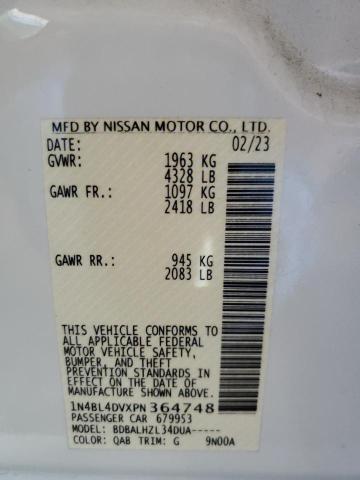 MFD BY NISSAN MOTOR CO., LTD.
DATE: 02/23
GVWR: 1963 KG
4328 LB
GAWR FR.: 1097 KG
2418 LB
GAWR RR.: 945 KG
2083 LB
THIS VEHICLE CONFORMS TO
ALL APPLICABLE FEDERAL
MOTOR VEHICLE SAFETY,
BUMPER, AND THEFT
PREVENTION STANDARDS IN
EFFECT ON THE DATE OF
MANUFACTURE SHOWN ABOVE.
1N4BL4DVXPN364748
PASSENGER CAR 679953
MODEL: BDBALHZL34DUA-----
COLOR: QAB TRIM: G 9N00A